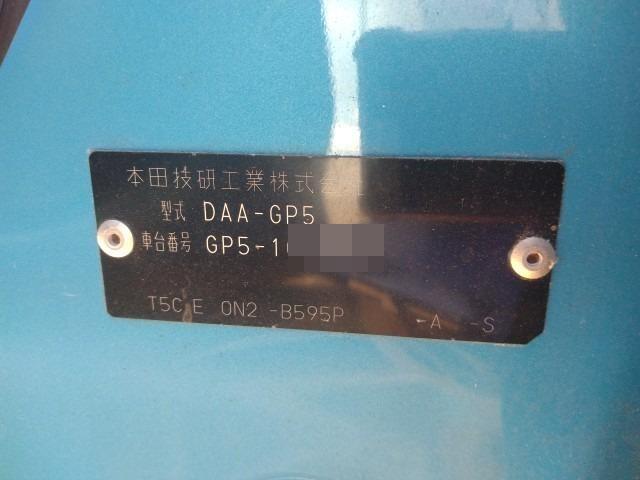 本田技研工業株式会社
型式 DAA-GP5
車台番号 GP5-1
T5C E 0N2 -B595P -A -S